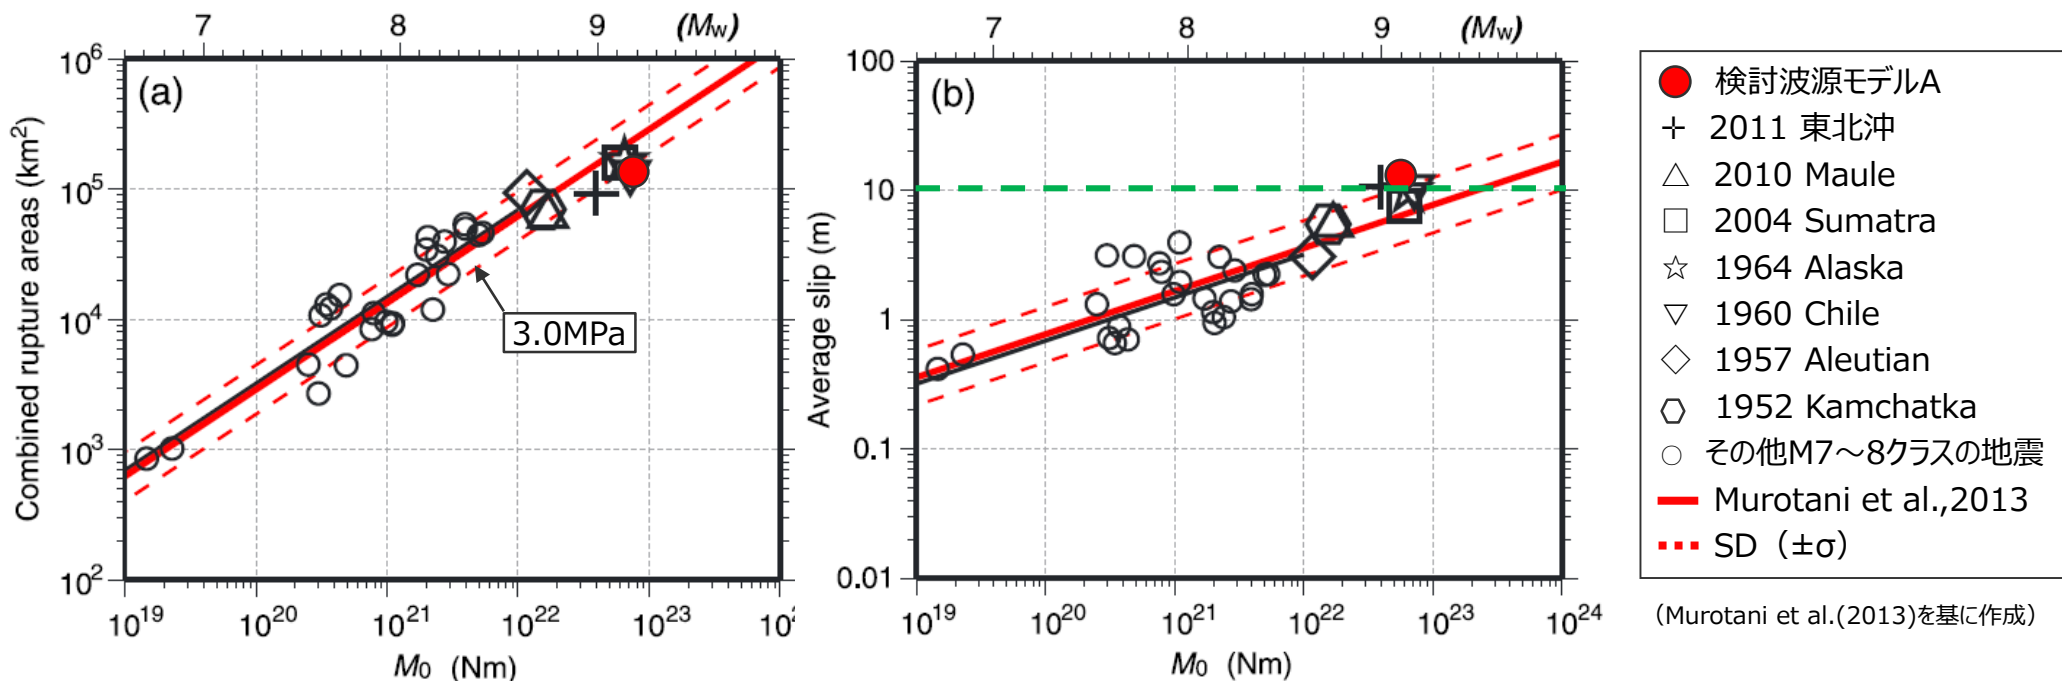 7 8 9 (Mw)
10^6
10^5
10^4
10^3
10^2
(a)
3.0MPa
Combined rupture areas (km^2)
10^19 10^20 10^21 10^22 10^23
M0 (Nm)
7 8 9 (Mw)
100
10
1
0.1
0.01
(b)
Average slip (m)
10^19 10^20 10^21 10^22 10^23 10^24
M0 (Nm)
検討波源モデルA
2011 東北沖
2010 Maule
2004 Sumatra
1964 Alaska
1960 Chile
1957 Aleutian
1952 Kamchatka
その他M7～8クラスの地震
Murotani et al.,2013
SD（±σ）
（Murotani et al.(2013)を基に作成）